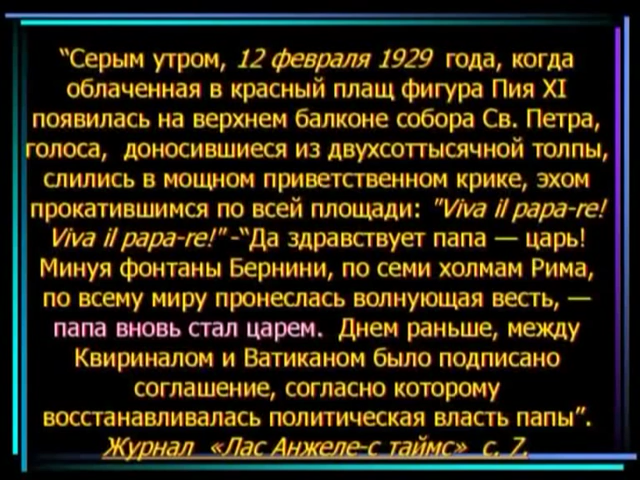 “Серым утром, 12 февраля 1929 года, когда
облаченная в красный плащ фигура Пия XI
появилась на верхнем балконе собора Св. Петра,
голоса, доносившиеся из двухсоттысячной толпы,
слились в мощном приветственном крике, эхом
прокатившимся по всей площади: "Viva il papa-re!
Viva il papa-re!" -“Да здравствует папа — царь!
Минуя фонтаны Бернини, по семи холмам Рима,
по всему миру пронеслась волнующая весть, —
папа вновь стал царем. Днем раньше, между
Квириналом и Ватиканом было подписано
соглашение, согласно которому
восстанавливалась политическая власть папы”.
Журнал «Лас Анжеле-с таймс» с. 7.